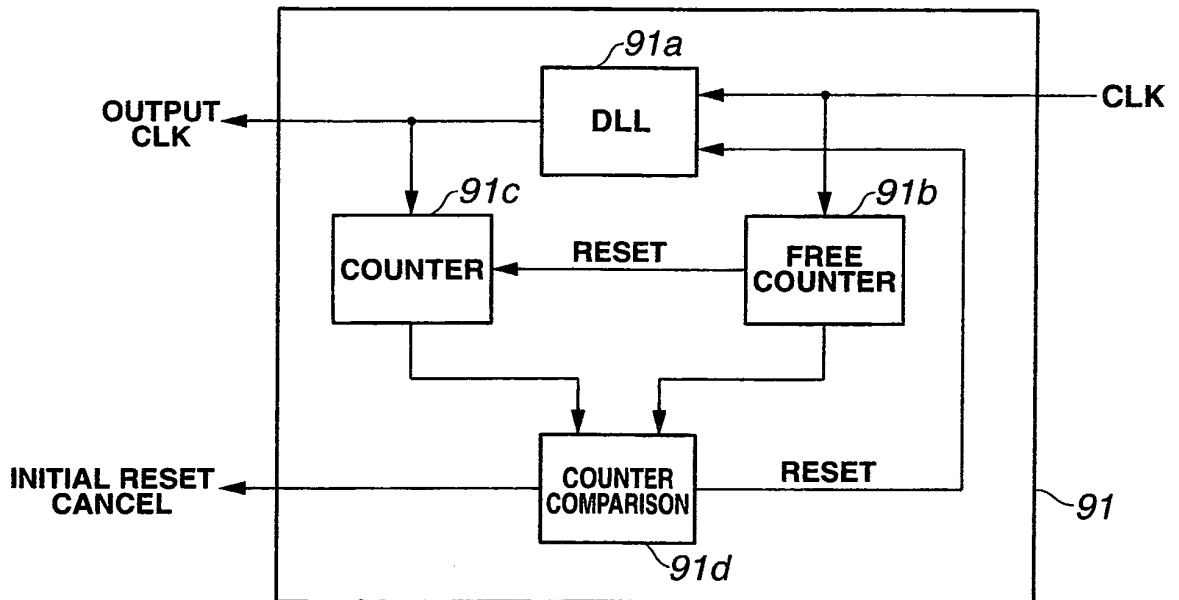 91a
OUTPUT
CLK
DLL
CLK
91c
91b
COUNTER
RESET
FREE
COUNTER
INITIAL RESET
CANCEL
COUNTER
COMPARISON
RESET
91
91d